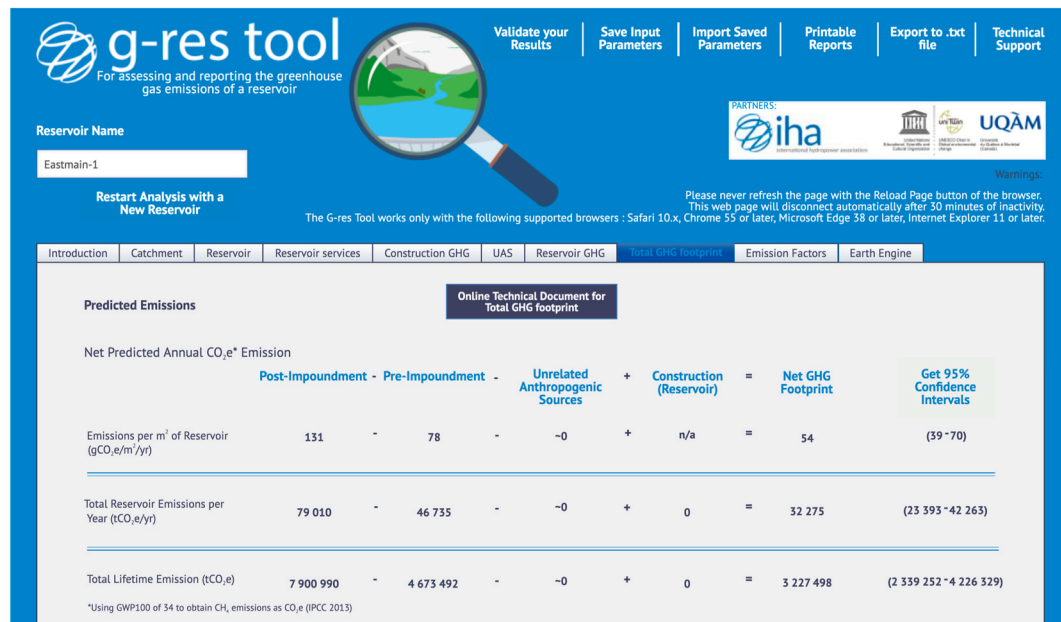 g-res tool
For assessing and reporting the greenhouse
gas emissions of a reservoir
Validate your Results
Save Input Parameters
Import Saved Parameters
Printable Reports
Export to .txt file
Technical Support
PARTNERS:
iha
international hydropower association
uniTwin
UQÀM
Reservoir Name
Eastmain-1
Restart Analysis with a
New Reservoir
Warnings:
Please never refresh the page with the Reload Page button of the browser.
This web page will disconnect automatically after 30 minutes of inactivity.
The G-res Tool works only with the following supported browsers : Safari 10.x, Chrome 55 or later, Microsoft Edge 38 or later, Internet Explorer 11 or later.
Introduction Catchment Reservoir Reservoir services Construction GHG UAS Reservoir GHG Total GHG footprint Emission Factors Earth Engine
Predicted Emissions
Online Technical Document for
Total GHG footprint
Net Predicted Annual CO₂e* Emission
Post-Impoundment - Pre-Impoundment - Unrelated Anthropogenic Sources + Construction (Reservoir) = Net GHG Footprint Get 95% Confidence Intervals
Emissions per m² of Reservoir (gCO₂e/m²/yr) 131 - 78 - ~0 + n/a = 54 (39 - 70)
Total Reservoir Emissions per Year (tCO₂e/yr) 79 010 - 46 735 - ~0 + 0 = 32 275 (23 393 - 42 263)
Total Lifetime Emission (tCO₂e) 7 900 990 - 4 673 492 - ~0 + 0 = 3 227 498 (2 339 252 - 4 226 329)
*Using GWP100 of 34 to obtain CH₄ emissions as CO₂e (IPCC 2013)